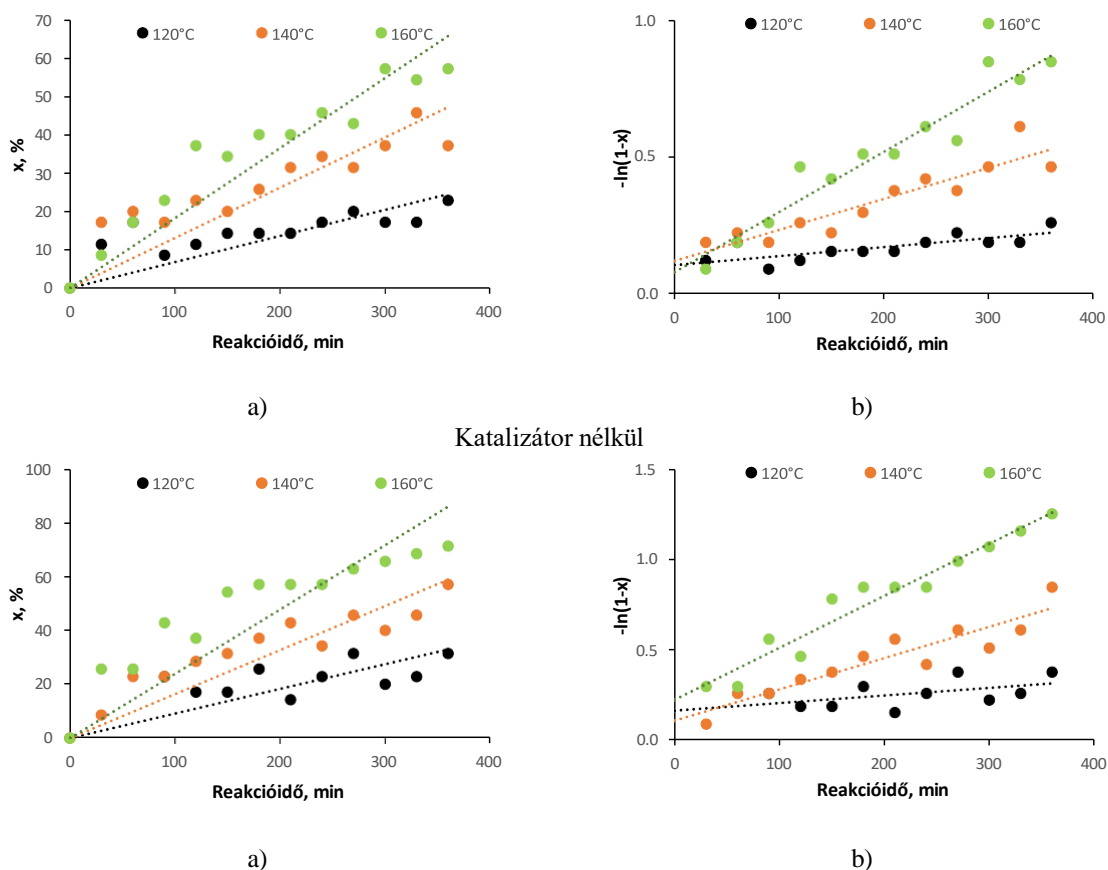 70
60
50
40
30
20
10
0
x, %
120°C 140°C 160°C
0 100 200 300 400
Reakcióidő, min
a)
1.0
0.5
0.0
-ln(1-x)
120°C 140°C 160°C
0 100 200 300 400
Reakcióidő, min
b)
Katalizátor nélkül
100
80
60
40
20
0
x, %
120°C 140°C 160°C
0 100 200 300 400
Reakcióidő, min
a)
1.5
1.0
0.5
0.0
-ln(1-x)
120°C 140°C 160°C
0 100 200 300 400
Reakcióidő, min
b)